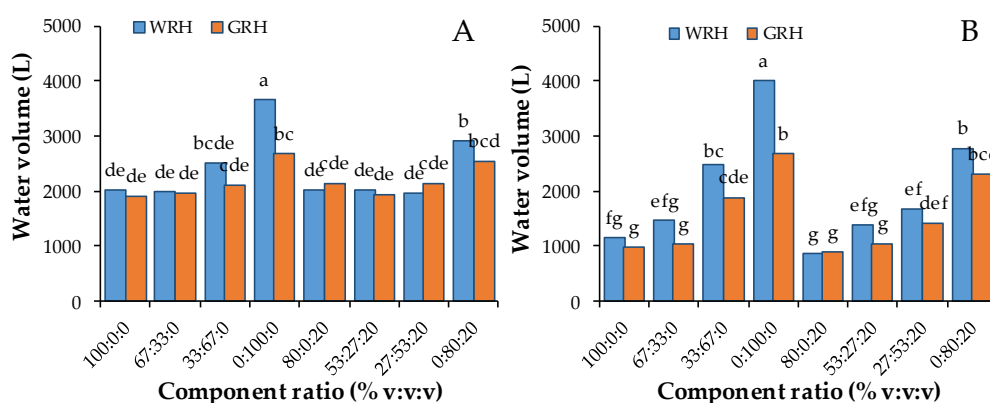 WRH GRH
A
Water volume (L)
5000
4000
3000
2000
1000
0
de de de de bcde cde a bc de cde de de de cde b bcd
100:0:0 67:33:0 33:67:0 0:100:0 80:0:20 53:27:20 27:53:20 0:80:20
Component ratio (% v:v:v)
WRH GRH
B
Water volume (L)
5000
4000
3000
2000
1000
0
fg g efg g bc cde a b g g efg g ef def b bcd
100:0:0 67:33:0 33:67:0 0:100:0 80:0:20 53:27:20 27:53:20 0:80:20
Component ratio (% v:v:v)